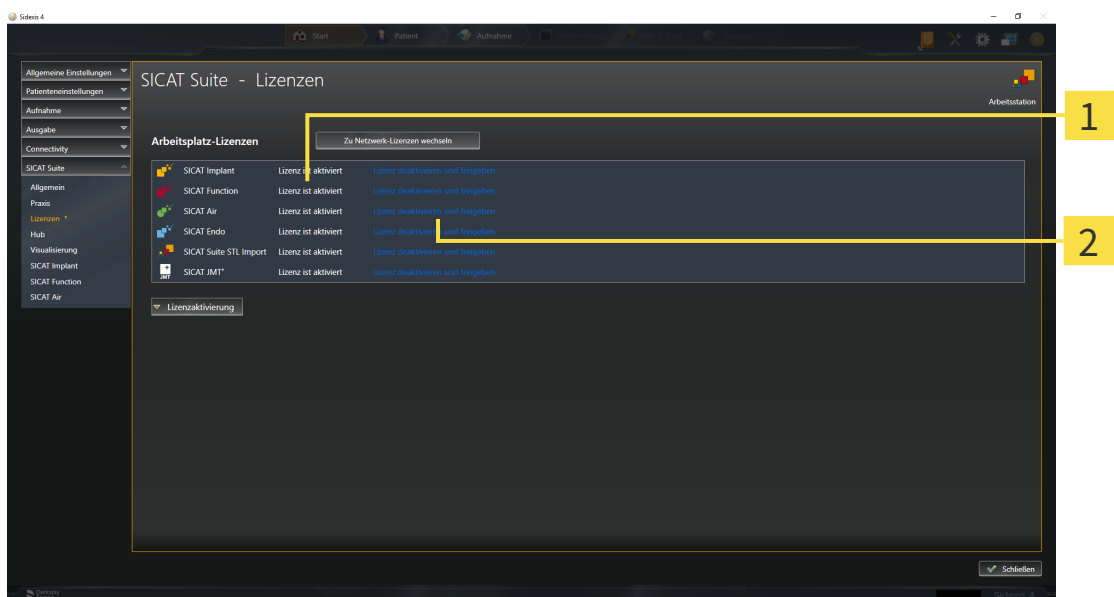 Sidexis 4
Start Patient Aufnahme
Allgemeine Einstellungen
Patienteneinstellungen
Aufnahme
Ausgabe
Connectivity
SICAT Suite
Allgemein
Praxis
Lizenzen *
Hub
Visualisierung
SICAT Implant
SICAT Function
SICAT Air
SICAT Suite - Lizenzen
Arbeitsstation
Arbeitsplatz-Lizenzen Zu Netzwerk-Lizenzen wechseln
SICAT Implant Lizenz ist aktiviert Lizenz deaktivieren und freigeben
SICAT Function Lizenz ist aktiviert Lizenz deaktivieren und freigeben
SICAT Air Lizenz ist aktiviert Lizenz deaktivieren und freigeben
SICAT Endo Lizenz ist aktiviert Lizenz deaktivieren und freigeben
SICAT Suite STL Import Lizenz ist aktiviert Lizenz deaktivieren und freigeben
JMT+ SICAT JMT+ Lizenz ist aktiviert Lizenz deaktivieren und freigeben
Lizenzaktivierung
1
2
Schließen
Dentsply
Sidexis 4